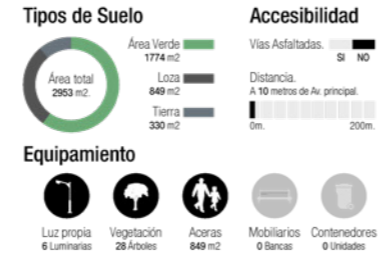 Tipos de Suelo
Área Verde
1774 m2
Loza
849 m2
Tierra
330 m2
Área total
2953 m2.
Accesibilidad
Vías Asfaltadas.
SI NO
Distancia.
A 10 metros de Av. principal.
0m. 200m.
Equipamiento
Luz propia
6 Luminarias
Vegetación
28 Árboles
Aceras
849 m2
Mobiliarios
0 Bancas
Contenedores
0 Unidades